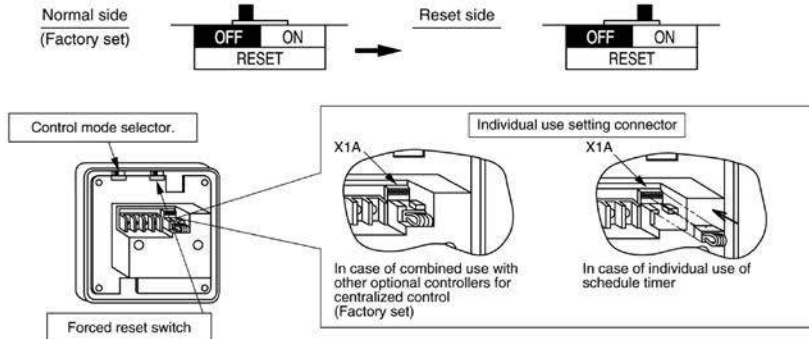 Normal side
(Factory set)
OFF ON
RESET
Reset side
OFF ON
RESET
Control mode selector.
Forced reset switch
Individual use setting connector
X1A
In case of combined use with
other optional controllers for
centralized control
(Factory set)
X1A
In case of individual use of
schedule timer